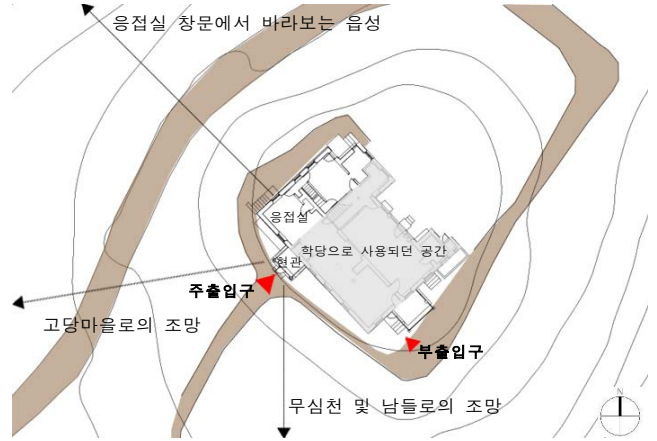 응접실 창문에서 바라보는 읍성
응접실
학당으로 사용되던 공간
현관
주출입구
고당마을로의 조망
부출입구
무심천 및 남들로의 조망
N